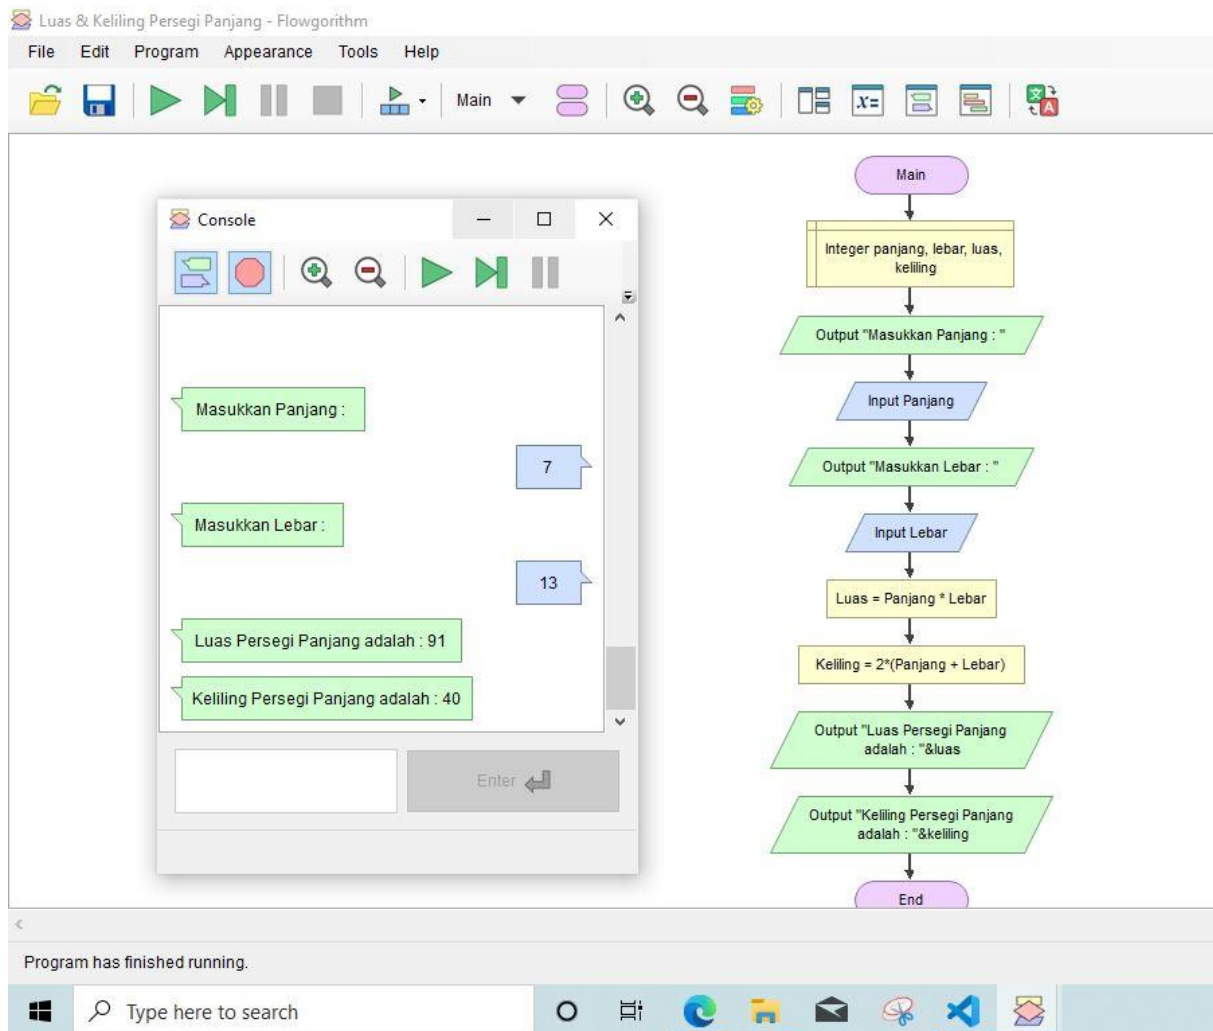 Luas & Keliling Persegi Panjang - Flowgorithm
File Edit Program Appearance Tools Help
Main
x=
文
A
Console
Masukkan Panjang :
7
Masukkan Lebar :
13
Luas Persegi Panjang adalah : 91
Keliling Persegi Panjang adalah : 40
Enter
Main
Integer panjang, lebar, luas,
keliling
Output "Masukkan Panjang : "
Input Panjang
Output "Masukkan Lebar : "
Input Lebar
Luas = Panjang * Lebar
Keliling = 2*(Panjang + Lebar)
Output "Luas Persegi Panjang
adalah : "&luas
Output "Keliling Persegi Panjang
adalah : "&keliling
End
Program has finished running.
Type here to search